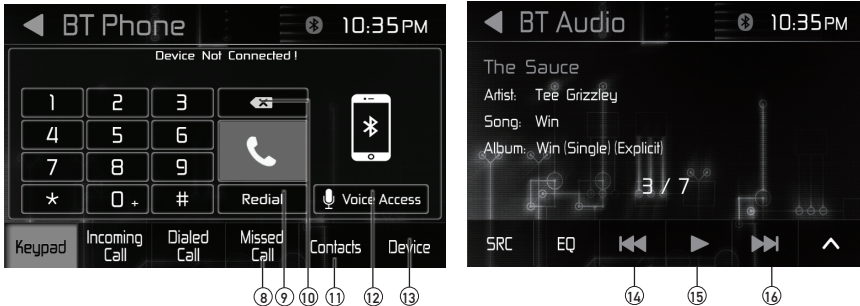 BT Phone 10:35PM
Device Not Connected !
1 2 3
4 5 6
7 8 9
* 0 + #
Redial
Voice Access
Keypad
Incoming Call
Dialed Call
Missed Call
Contacts
Device
8 9 10 11 12 13
BT Audio 10:35PM
The Sauce
Artist: Tee Grizzley
Song: Win
Album: Win (Single) (Explicit)
3 / 7
SRC EQ
14 15 16